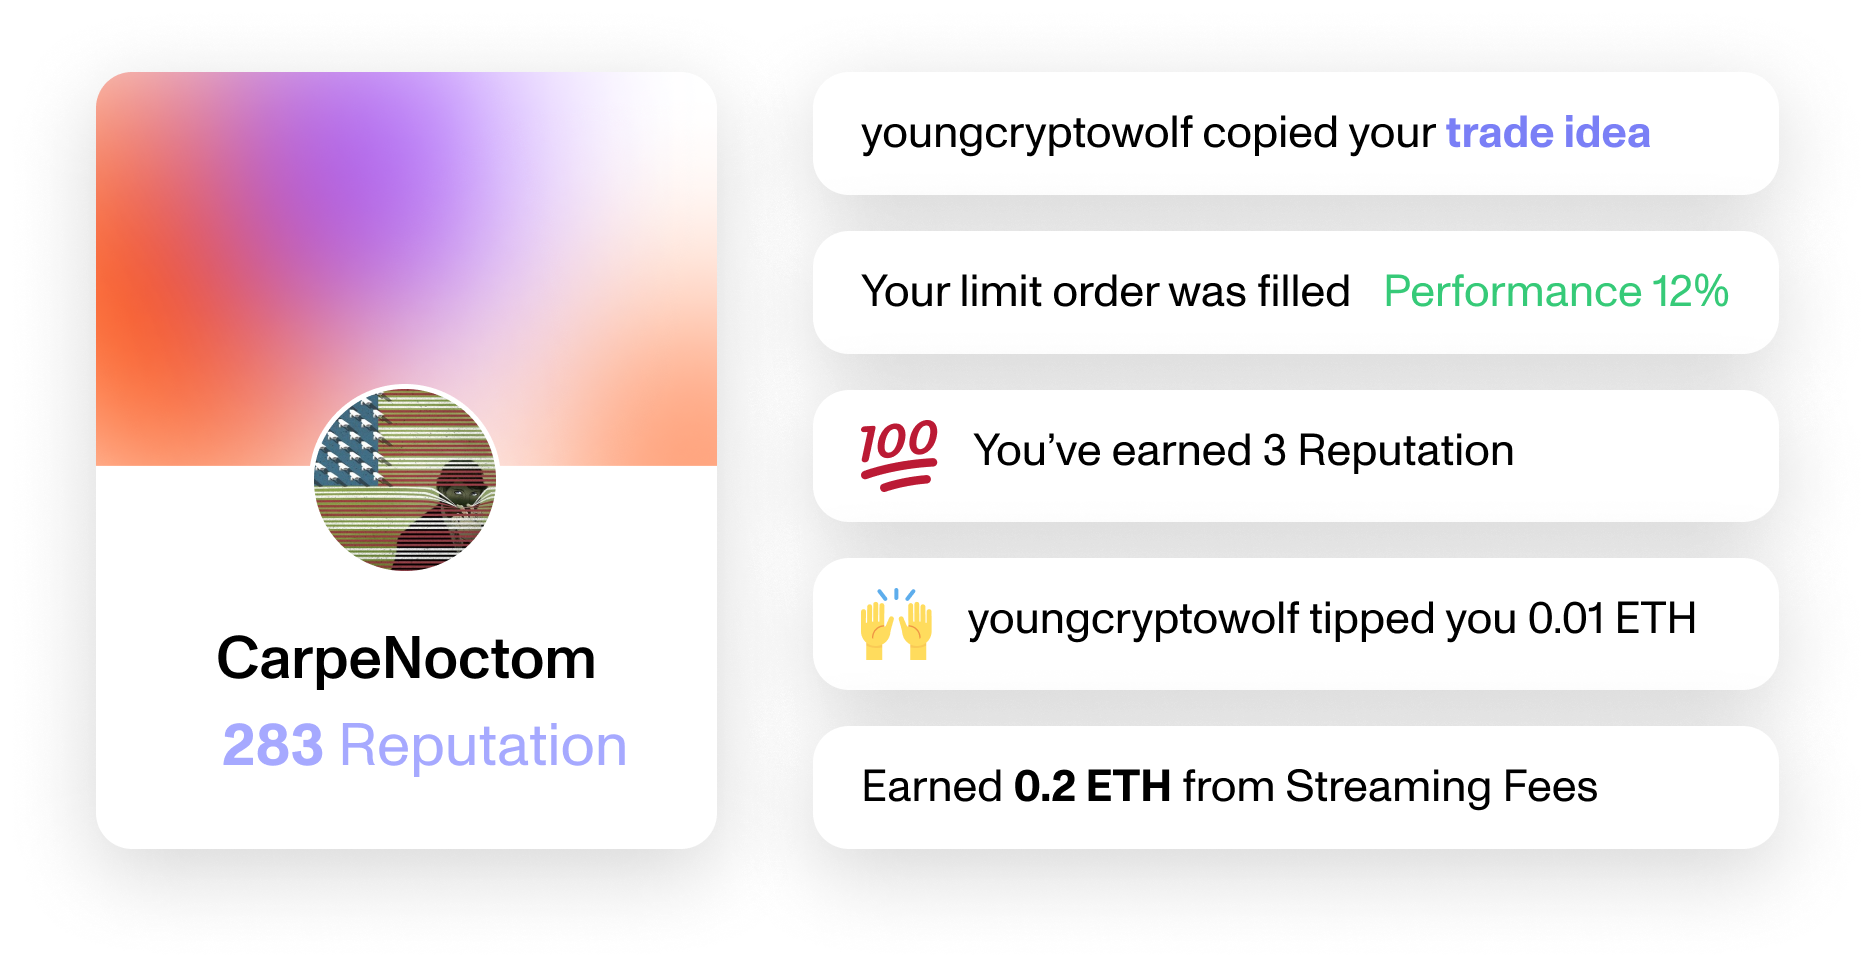 CarpeNoctom
283 Reputation
youngcryptowolf copied your trade idea
Your limit order was filled Performance 12%
💯 You’ve earned 3 Reputation
🙌 youngcryptowolf tipped you 0.01 ETH
Earned 0.2 ETH from Streaming Fees